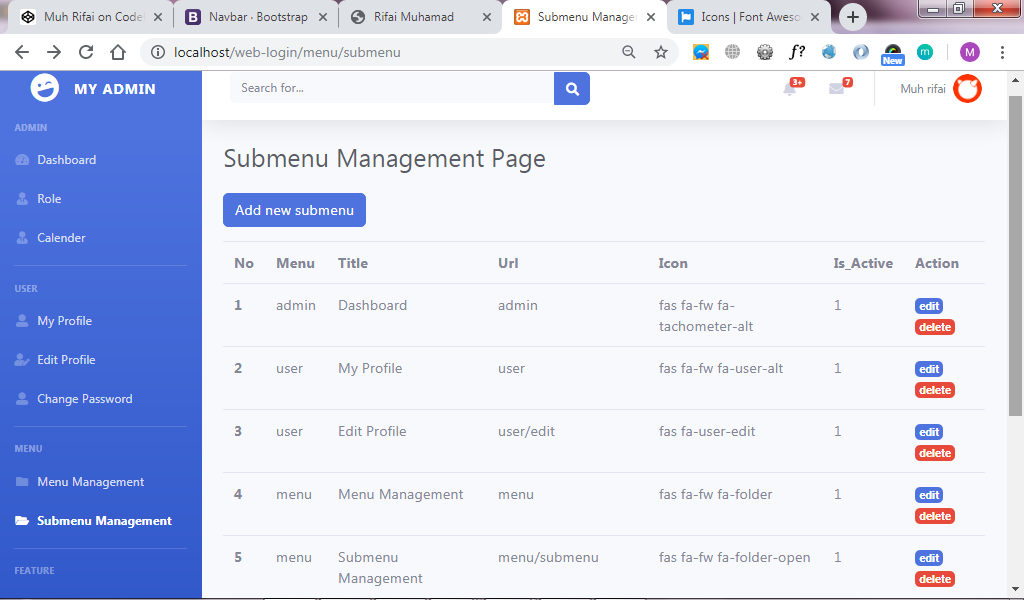 Muh Rifai on Code
Navbar · Bootstrap
Rifai Muhamad
Submenu Manage
Icons | Font Aweso
localhost/web-login/menu/submenu
f?
New
m
M
MY ADMIN
Search for...
3+
7
Muh rifai
ADMIN
Dashboard
Role
Calender
USER
My Profile
Edit Profile
Change Password
MENU
Menu Management
Submenu Management
FEATURE
Submenu Management Page
Add new submenu
No Menu Title Url Icon Is_Active Action
1 admin Dashboard admin fas fa-fw fa- 1 edit
tachometer-alt delete
2 user My Profile user fas fa-fw fa-user-alt 1 edit
delete
3 user Edit Profile user/edit fas fa-user-edit 1 edit
delete
4 menu Menu Management menu fas fa-fw fa-folder 1 edit
delete
5 menu Submenu menu/submenu fas fa-fw fa-folder-open 1 edit
Management delete